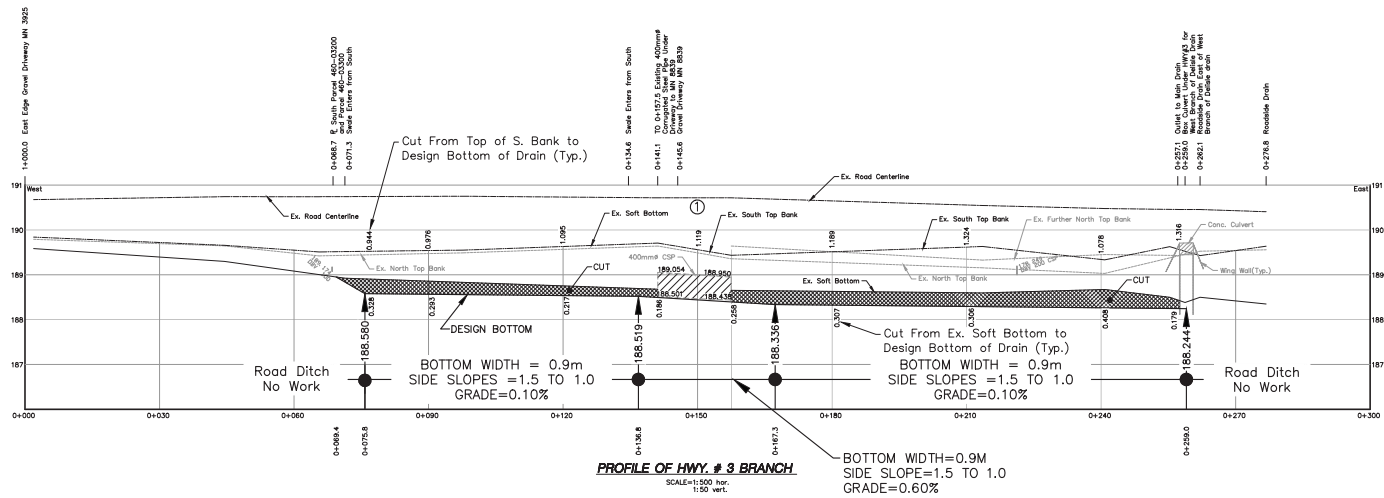 1+000.0 East Edge Gravel Driveway MN 3925
0+068.7 South Parcel 460-03200
and Parcel 460-03300
0+071.3 Swale Enters from South
0+134.6 Swale Enters from South
0+141.1 TO 0+157.5 Existing 400mmø
Corrugated Steel Pipe Under
Driveway to MN 8839
0+145.6 Gravel Driveway MN 8839
0+257.1 Outlet to Main Drain
0+259.0 Box Culvert Under HWY#3 for
West Branch of Delisle Drain
0+262.1 Roadside Drain East of West
Branch of Delisle drain
0+276.8 Roadside Drain
Cut From Top of S. Bank to
Design Bottom of Drain (Typ.)
191
West
East
191
Ex. Road Centerline
Ex. Road Centerline
1
Ex. Soft Bottom
Ex. South Top Bank
Ex. South Top Bank
Ex. Further North Top Bank
Conc. Culvert
190
190
0.944
0.976
1.095
1.119
1.189
1.324
1.078
1.316
Ex. North Top Bank
400mmø CSP
Ex. North Top Bank
Wing Wall(Typ.)
189
189
189.054
188.950
CUT
Ex. Soft Bottom
CUT
188.501
188.435
0.328
0.293
0.217
0.186
0.258
0.307
0.306
0.408
0.179
188
188
DESIGN BOTTOM
Cut From Ex. Soft Bottom to
Design Bottom of Drain (Typ.)
188.580
188.519
188.336
188.244
187
187
Road Ditch
No Work
BOTTOM WIDTH = 0.9m
SIDE SLOPES =1.5 TO 1.0
GRADE=0.10%
BOTTOM WIDTH = 0.9m
SIDE SLOPES =1.5 TO 1.0
GRADE=0.10%
Road Ditch
No Work
0+000
0+030
0+060
0+090
0+120
0+150
0+180
0+210
0+240
0+270
0+300
0+069.4
0+075.8
0+136.8
0+167.3
0+259.0
BOTTOM WIDTH=0.9M
SIDE SLOPE=1.5 TO 1.0
GRADE=0.60%
PROFILE OF HWY. # 3 BRANCH
SCALE=1:500 hor.
1:50 vert.